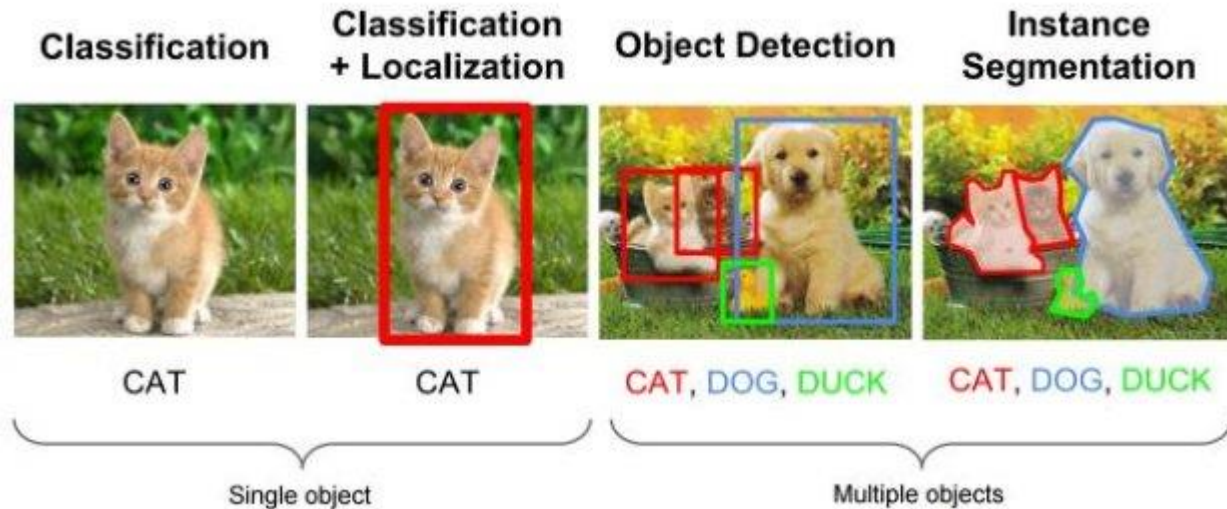 Classification
Classification
+ Localization
Object Detection
Instance
Segmentation
CAT
CAT
CAT, DOG, DUCK
CAT, DOG, DUCK
Single object
Multiple objects